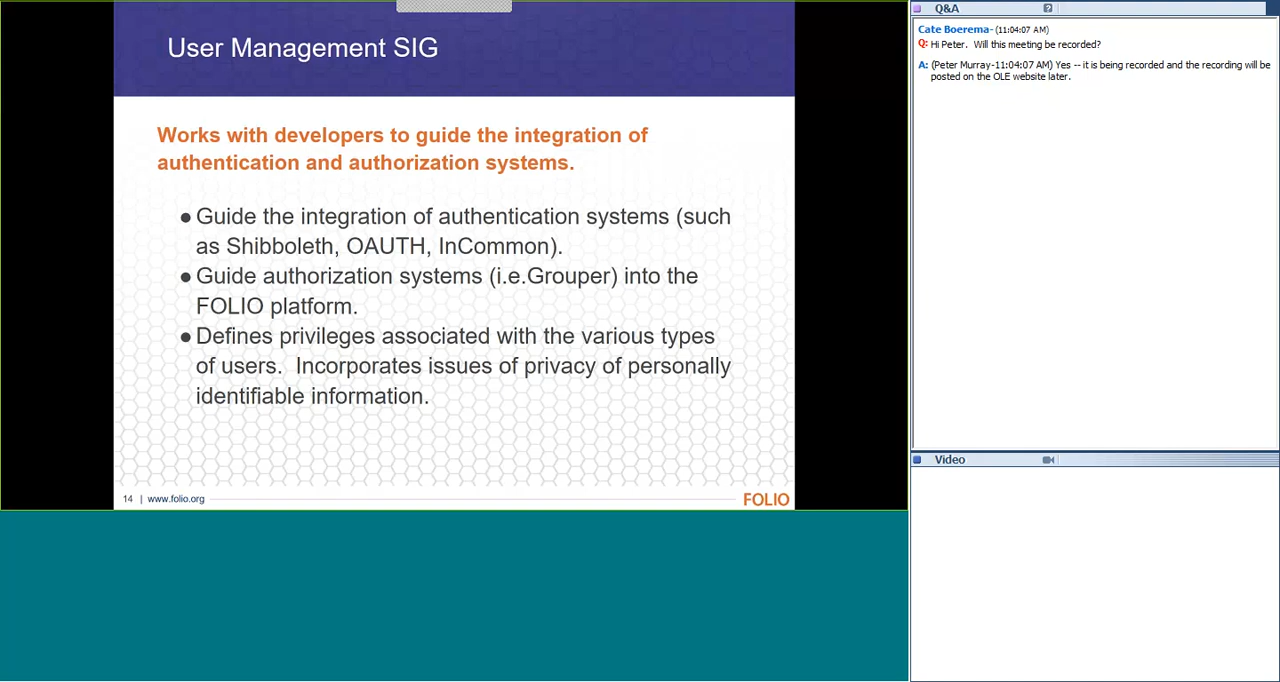 User Management SIG
Works with developers to guide the integration of
authentication and authorization systems.
● Guide the integration of authentication systems (such
as Shibboleth, OAUTH, InCommon).
● Guide authorization systems (i.e.Grouper) into the
FOLIO platform.
● Defines privileges associated with the various types
of users.  Incorporates issues of privacy of personally
identifiable information.
14 | www.folio.org
FOLIO
Q&A
?
Cate Boerema- (11:04:07 AM)
Q: Hi Peter.  Will this meeting be recorded?
A: (Peter Murray-11:04:07 AM) Yes -- it is being recorded and the recording will be
posted on the OLE website later.
Video